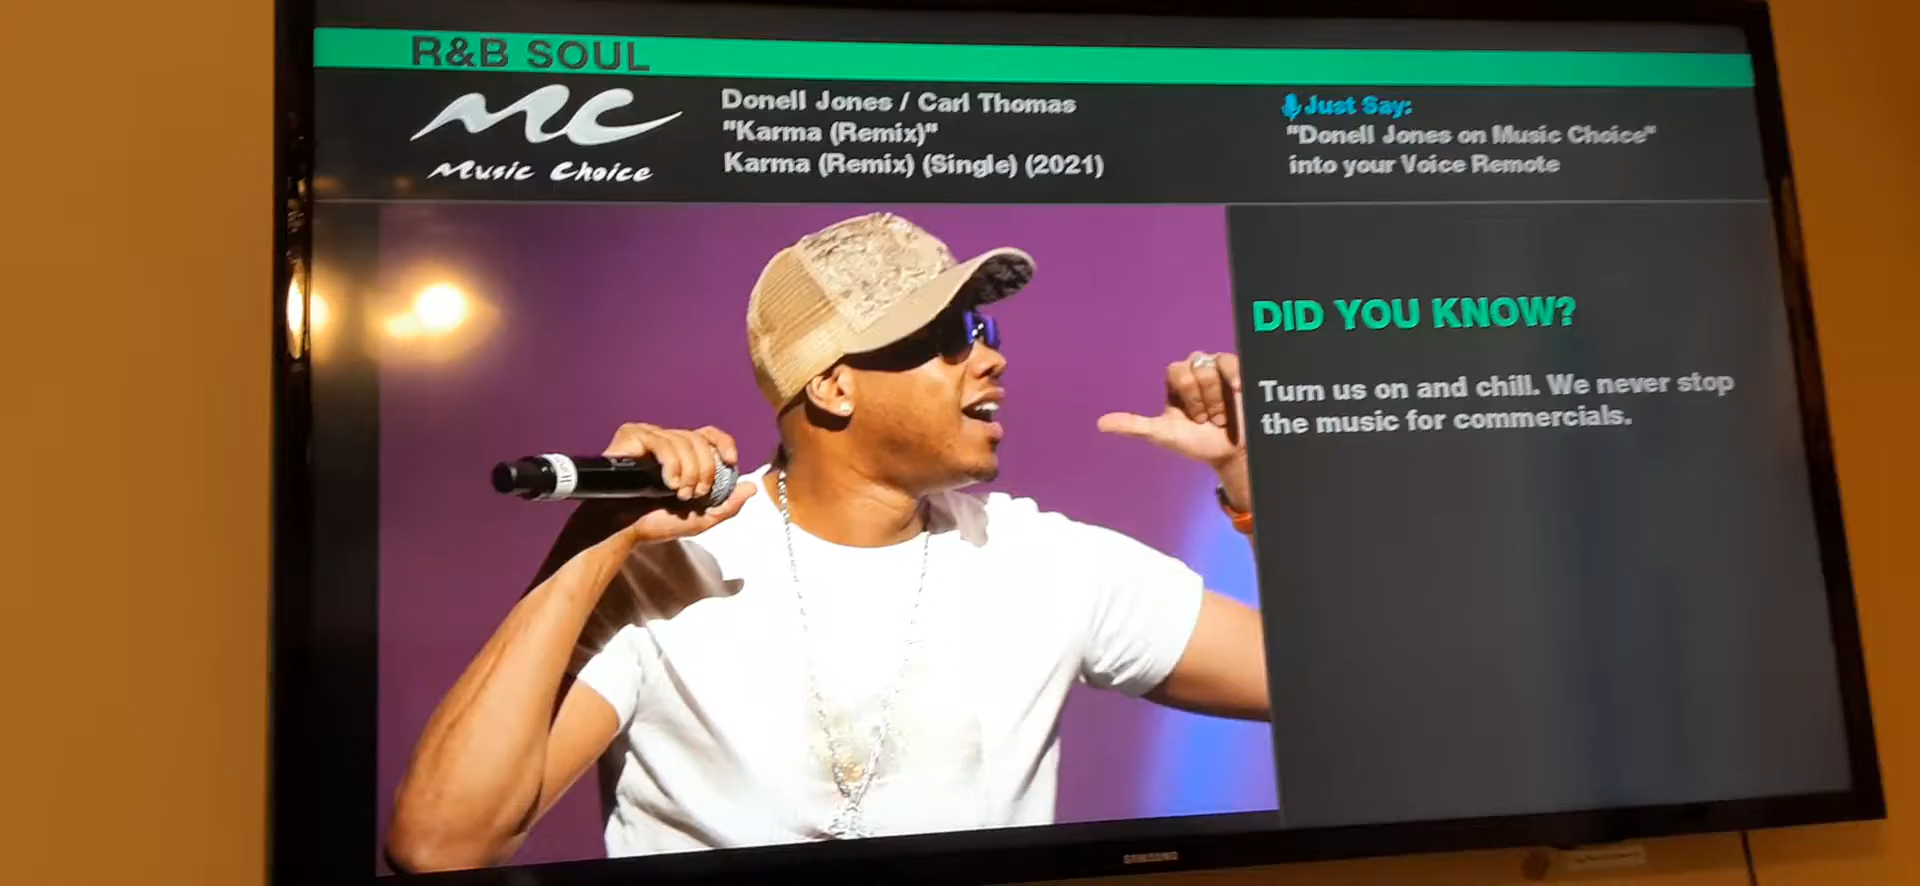 R&B SOUL
MC
Music Choice
Donell Jones / Carl Thomas
"Karma (Remix)"
Karma (Remix) (Single) (2021)
Just Say:
"Donell Jones on Music Choice"
into your Voice Remote
DID YOU KNOW?
Turn us on and chill. We never stop
the music for commercials.
SAMSUNG